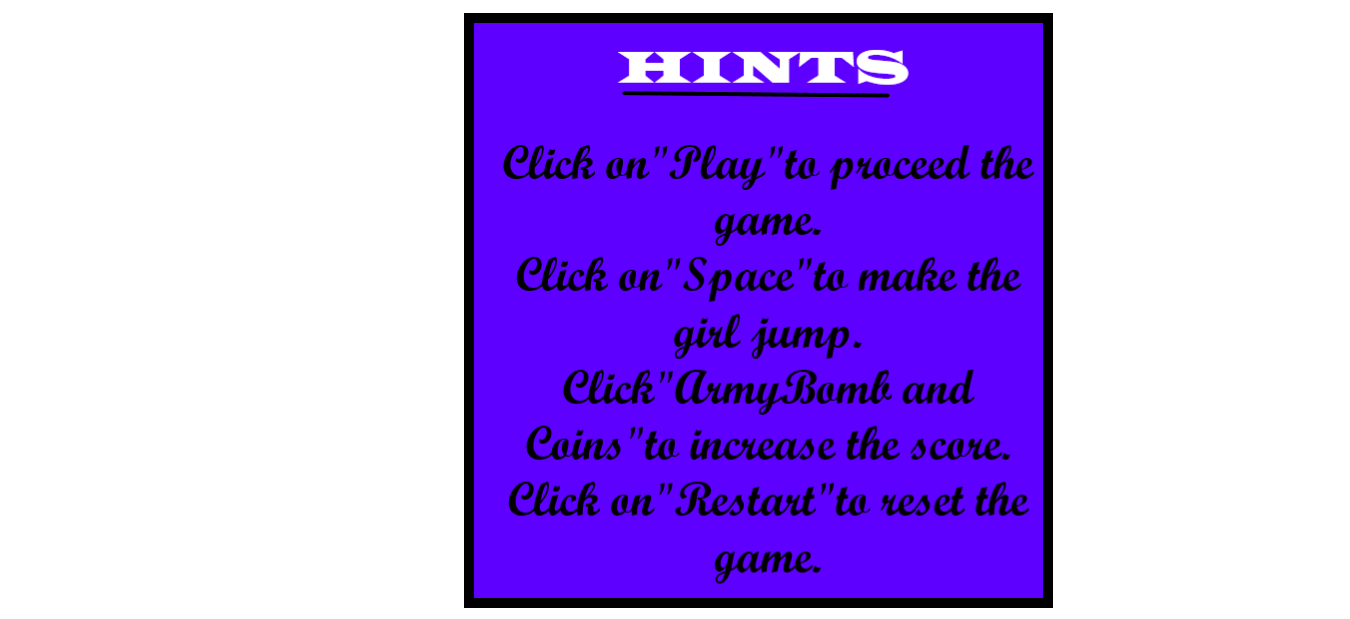 HINTS
Click on"Play"to proceed the
game.
Click on"Space"to make the
girl jump.
Click"ArmyBomb and
Coins"to increase the score.
Click on"Restart"to reset the
game.